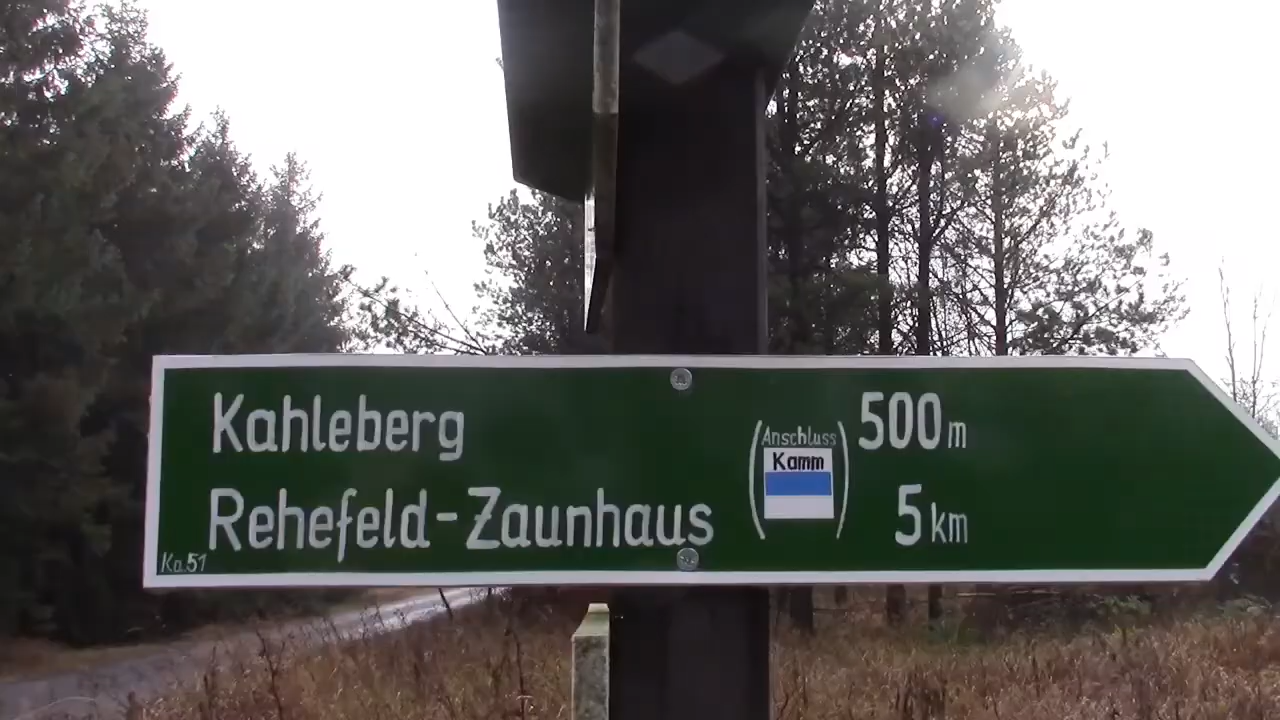 Kahleberg
500 m
(Anschluss
Kamm)
Rehefeld-Zaunhaus
5 km
Ka.51